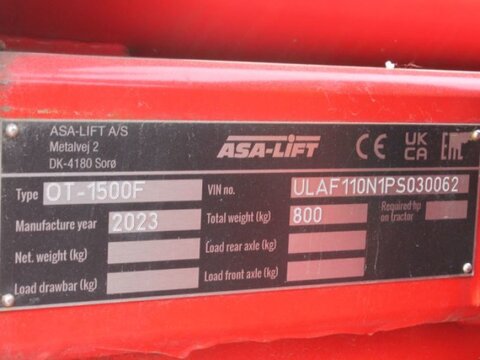 ASA-LIFT A/S
Metalvej 2
DK-4180 Sorø
ASA-LIFT
CE UK CA EAC
Type OT-1500F VIN no. ULAF110N1PS030062
Manufacture year 2023 Total weight (kg) 800 Required hp on tractor
Net. weight (kg) Load rear axle (kg)
Load drawbar (kg) Load front axle (kg)